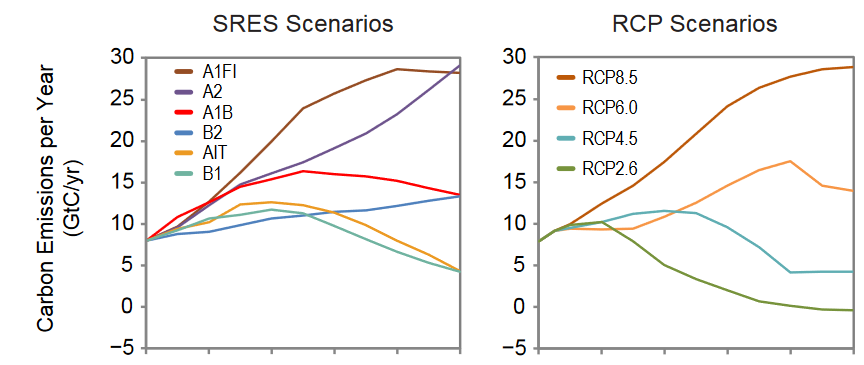 SRES Scenarios
RCP Scenarios
Carbon Emissions per Year
(GtC/yr)
30
25
20
15
10
5
0
−5
A1FI
A2
A1B
B2
AIT
B1
30
25
20
15
10
5
0
−5
RCP8.5
RCP6.0
RCP4.5
RCP2.6